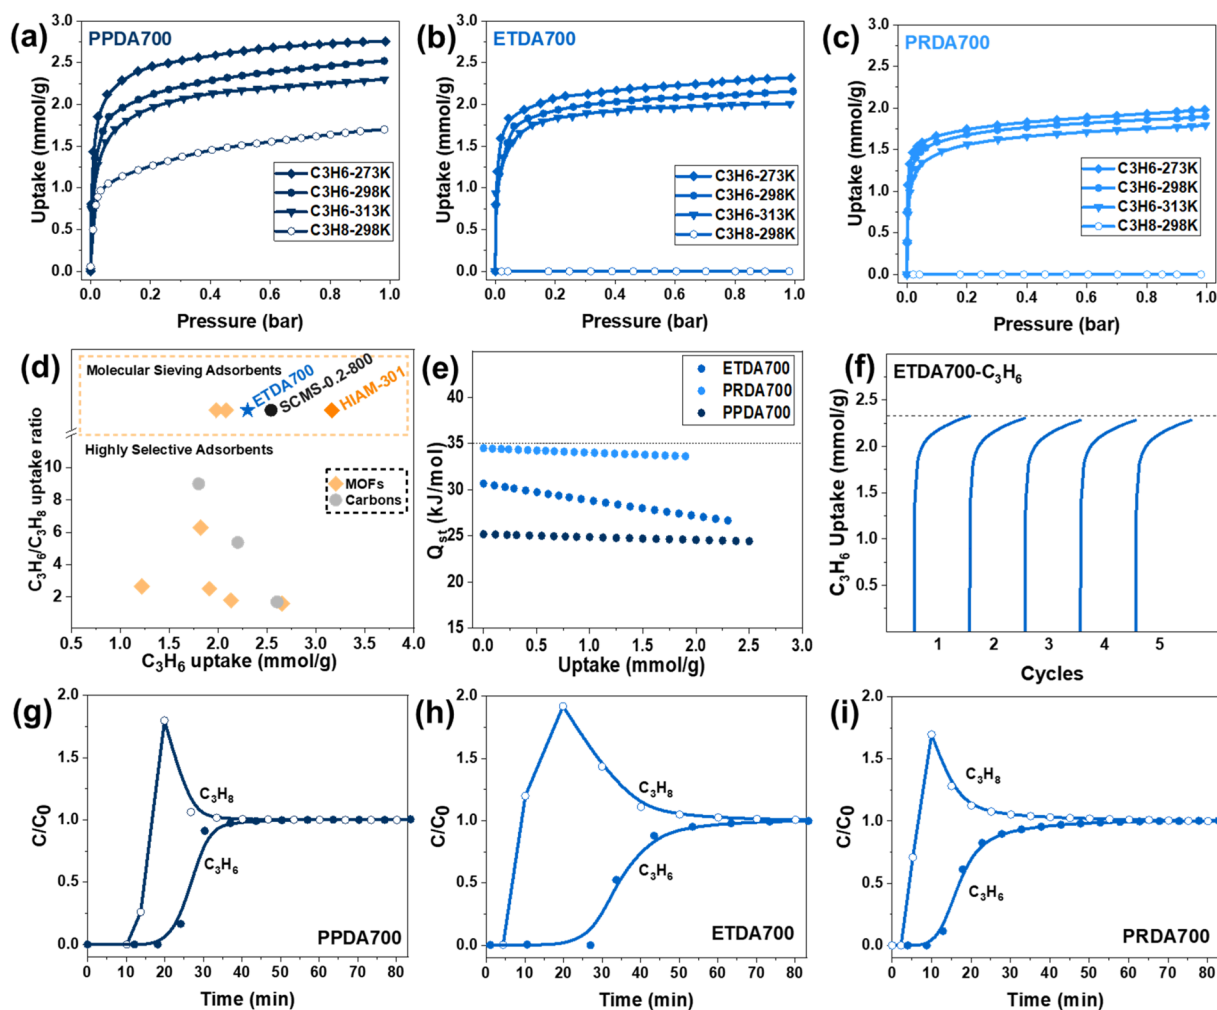 (a)
PPDA700
Uptake (mmol/g)
3.0
2.5
2.0
1.5
1.0
0.5
0.0
C3H6-273K
C3H6-298K
C3H6-313K
C3H8-298K
0.0 0.2 0.4 0.6 0.8 1.0
Pressure (bar)
(b)
ETDA700
Uptake (mmol/g)
3.0
2.5
2.0
1.5
1.0
0.5
0.0
C3H6-273K
C3H6-298K
C3H6-313K
C3H8-298K
0.0 0.2 0.4 0.6 0.8 1.0
Pressure (bar)
(c)
PRDA700
Uptake (mmol/g)
3.0
2.5
2.0
1.5
1.0
0.5
0.0
C3H6-273K
C3H6-298K
C3H6-313K
C3H8-298K
0.0 0.2 0.4 0.6 0.8 1.0
Pressure (bar)
(d)
Molecular Sieving Adsorbents
ETDA700
SCMS-0.2-800
HIAM-301
Highly Selective Adsorbents
MOFs
Carbons
C₃H₆/C₃H₈ uptake ratio
10
8
6
4
2
0.5 1.0 1.5 2.0 2.5 3.0 3.5 4.0
C₃H₆ uptake (mmol/g)
(e)
ETDA700
PRDA700
PPDA700
Qst (kJ/mol)
45
40
35
30
25
20
15
0.0 0.5 1.0 1.5 2.0 2.5 3.0
Uptake (mmol/g)
(f)
ETDA700-C₃H₆
C₃H₆ Uptake (mmol/g)
2.5
2.0
1.5
1.0
0.5
1 2 3 4 5
Cycles
(g)
C/C₀
2.0
1.5
1.0
0.5
0.0
C₃H₈
C₃H₆
PPDA700
0 10 20 30 40 50 60 70 80
Time (min)
(h)
C/C₀
2.0
1.5
1.0
0.5
0.0
C₃H₈
C₃H₆
ETDA700
0 10 20 30 40 50 60 70 80
Time (min)
(i)
C/C₀
2.0
1.5
1.0
0.5
0.0
C₃H₈
C₃H₆
PRDA700
0 10 20 30 40 50 60 70 80
Time (min)